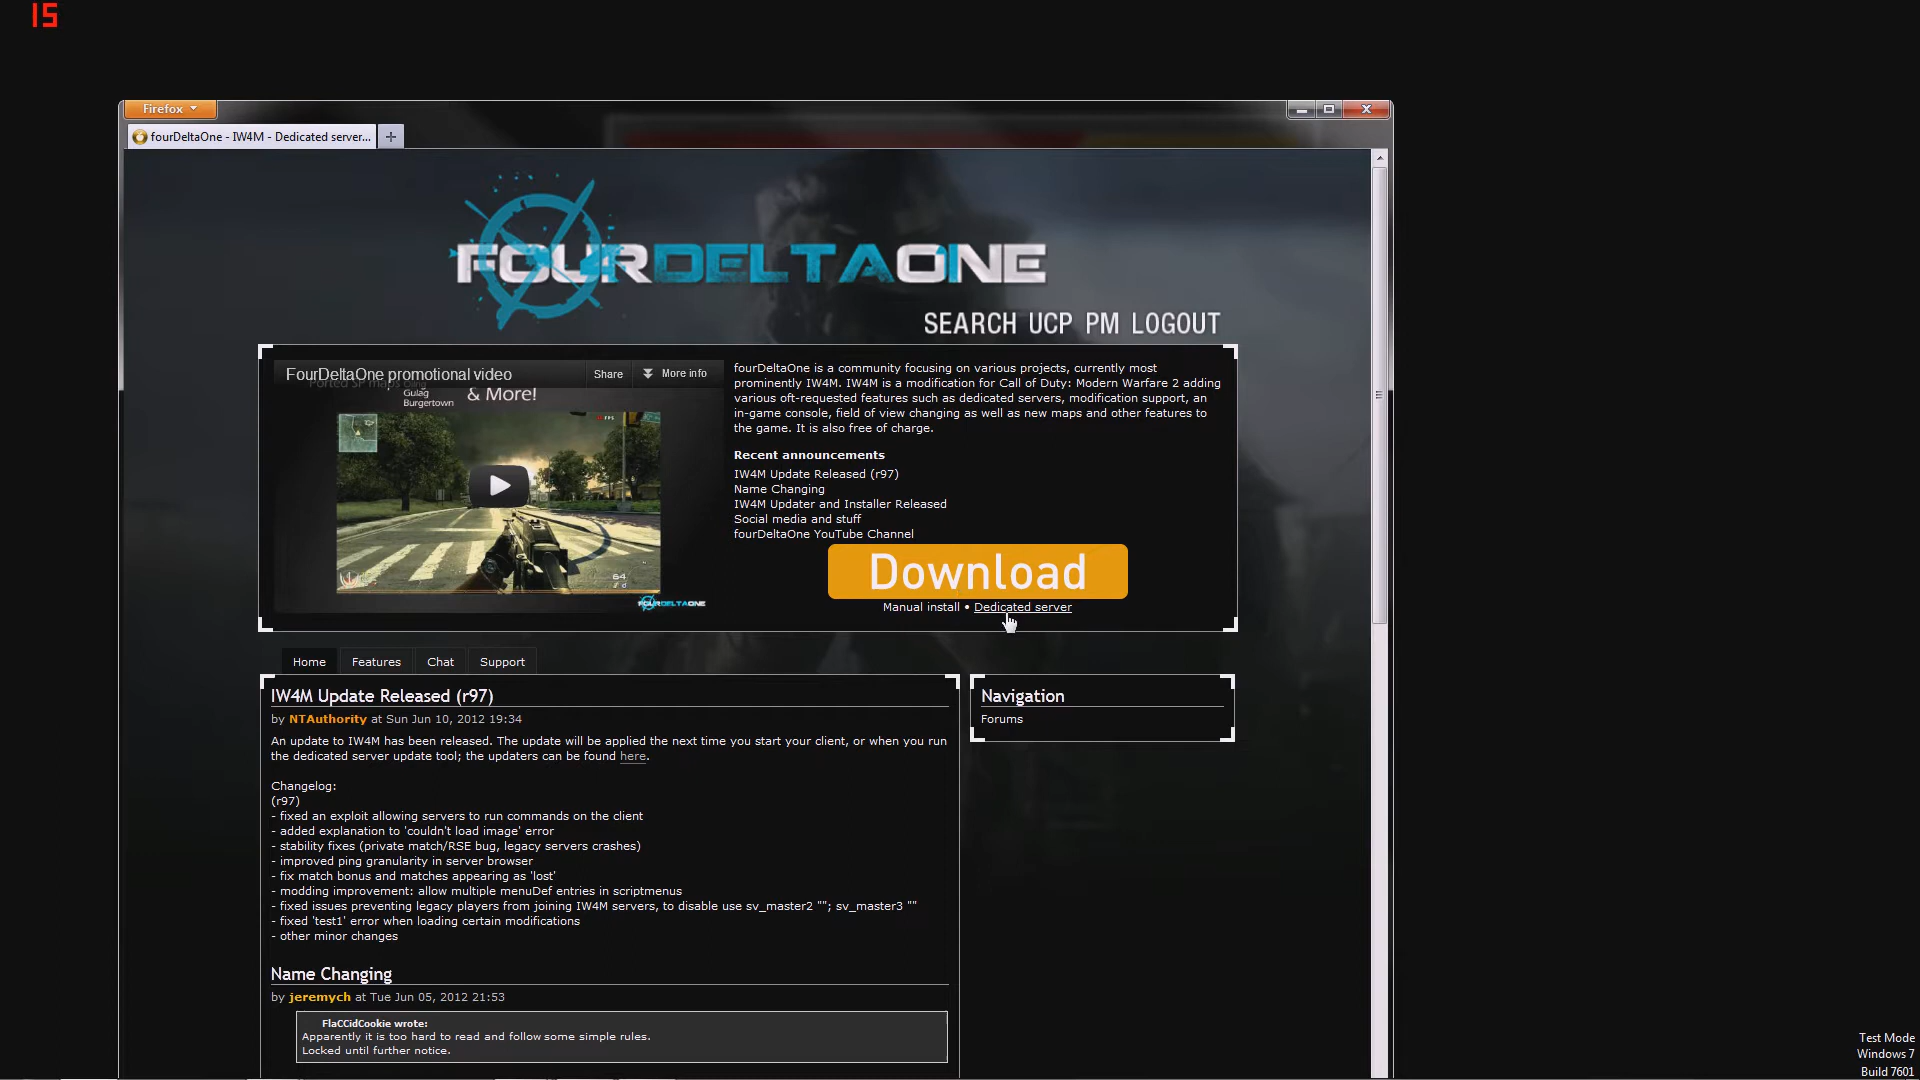 15
Firefox
fourDeltaOne - IW4M - Dedicated server...
FOURDELTAONE
SEARCH UCP PM LOGOUT
FourDeltaOne promotional video
Share
More info
Ported SP maps
Gulag
Burgertown
& More!
64
FOURDELTAONE
fourDeltaOne is a community focusing on various projects, currently most
prominently IW4M. IW4M is a modification for Call of Duty: Modern Warfare 2 adding
various oft-requested features such as dedicated servers, modification support, an
in-game console, field of view changing as well as new maps and other features to
the game. It is also free of charge.
Recent announcements
IW4M Update Released (r97)
Name Changing
IW4M Updater and Installer Released
Social media and stuff
fourDeltaOne YouTube Channel
Download
Manual install • Dedicated server
Home
Features
Chat
Support
IW4M Update Released (r97)
by NTAuthority at Sun Jun 10, 2012 19:34
An update to IW4M has been released. The update will be applied the next time you start your client, or when you run
the dedicated server update tool; the updaters can be found here.
Changelog:
(r97)
- fixed an exploit allowing servers to run commands on the client
- added explanation to 'couldn't load image' error
- stability fixes (private match/RSE bug, legacy servers crashes)
- improved ping granularity in server browser
- fix match bonus and matches appearing as 'lost'
- modding improvement: allow multiple menuDef entries in scriptmenus
- fixed issues preventing legacy players from joining IW4M servers, to disable use sv_master2 ""; sv_master3 ""
- fixed 'test1' error when loading certain modifications
- other minor changes
Name Changing
by jeremych at Tue Jun 05, 2012 21:53
FlaCCidCookie wrote:
Apparently it is too hard to read and follow some simple rules.
Locked until further notice.
Navigation
Forums
Test Mode
Windows 7
Build 7601